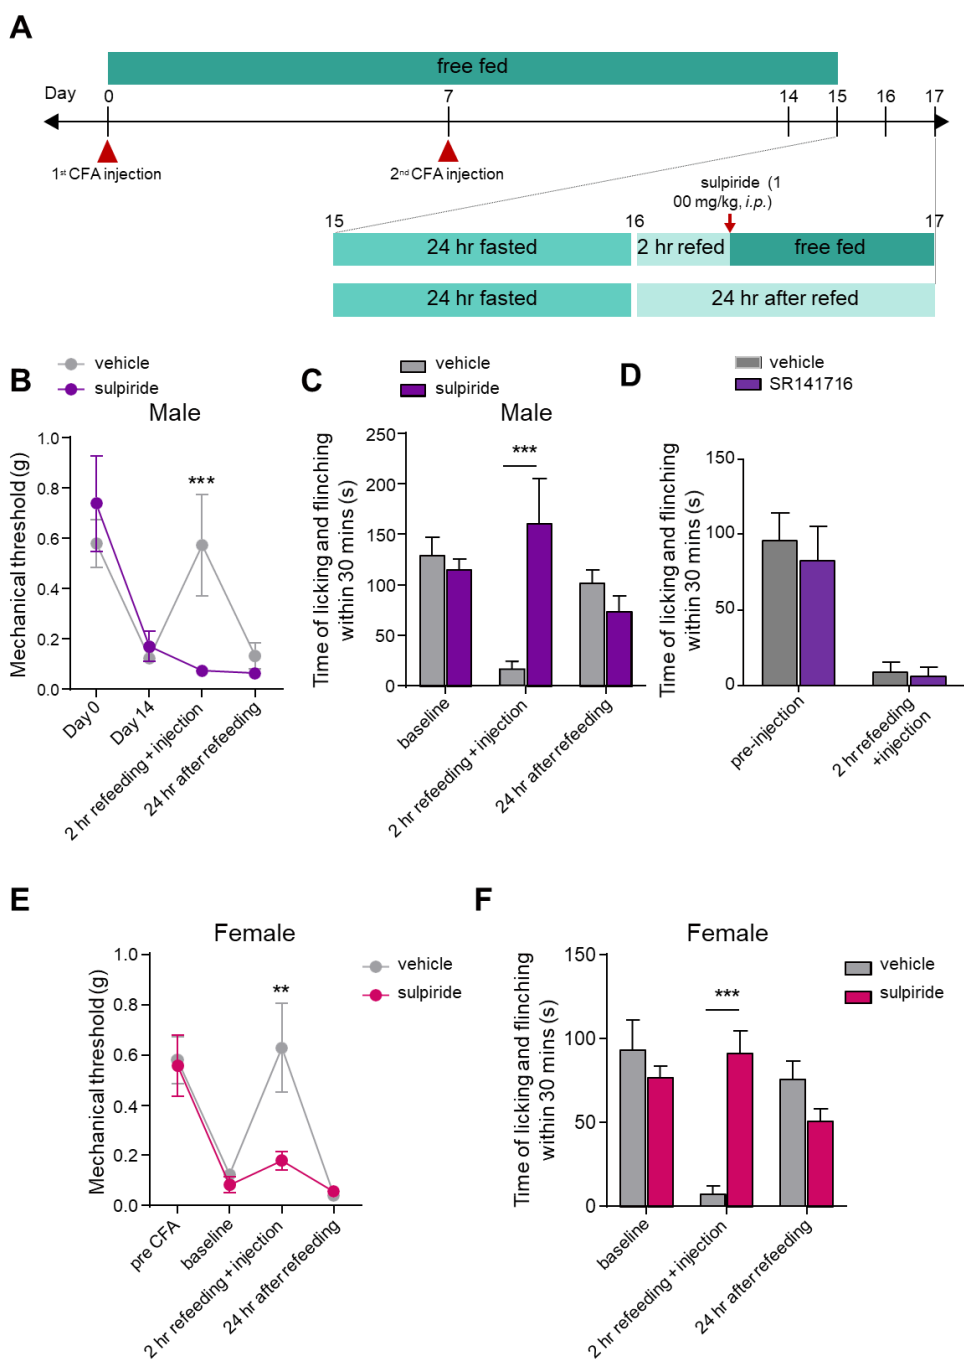 A
free fed
Day 0 7 14 15 16 17
1st CFA injection
2nd CFA injection
sulpiride (1
00 mg/kg, i.p.)
15 16 17
24 hr fasted 2 hr refed free fed
24 hr fasted 24 hr after refed
B
vehicle
sulpiride
Male
Mechanical threshold (g)
1.0
0.8
0.6
0.4
0.2
0.0
***
Day 0
Day 14
2 hr refeeding + injection
24 hr after refeeding
C
vehicle
sulpiride
Male
Time of licking and flinching
within 30 mins (s)
250
200
150
100
50
0
***
baseline
2 hr refeeding + injection
24 hr after refeeding
D
vehicle
SR141716
Time of licking and flinching
within 30 mins (s)
150
100
50
0
pre-injection
2 hr refeeding
+injection
E
Female
vehicle
sulpiride
Mechanical threshold (g)
1.0
0.8
0.6
0.4
0.2
0.0
**
pre CFA
baseline
2 hr refeeding + injection
24 hr after refeeding
F
Female
vehicle
sulpiride
Time of licking and flinching
within 30 mins (s)
150
100
50
0
***
baseline
2 hr refeeding + injection
24 hr after refeeding